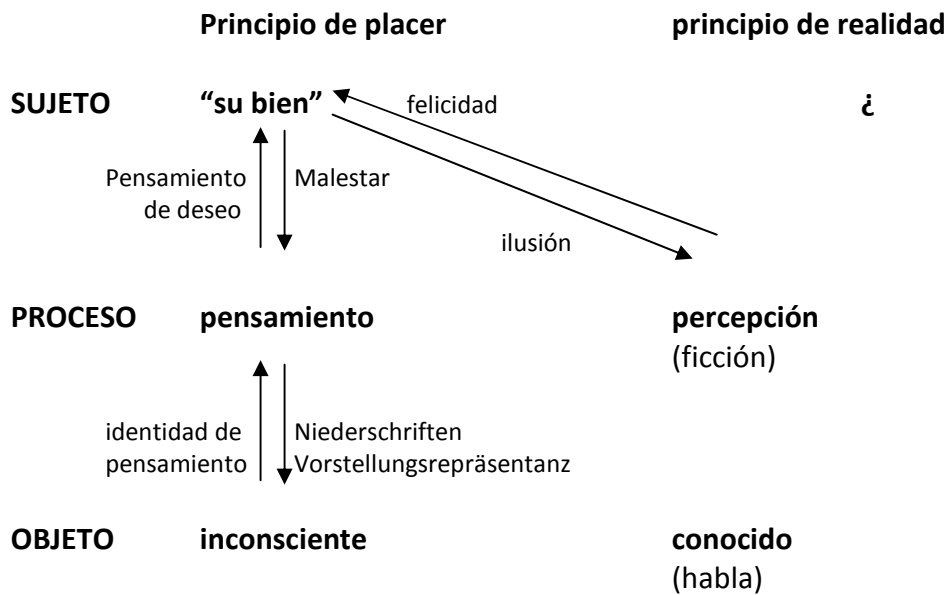 Principio de placer principio de realidad
SUJETO “su bien” felicidad ¿
Pensamiento Malestar
de deseo
ilusión
PROCESO pensamiento percepción
(ficción)
identidad de Niederschriften
pensamiento Vorstellungsrepräsentanz
OBJETO inconsciente conocido
(habla)